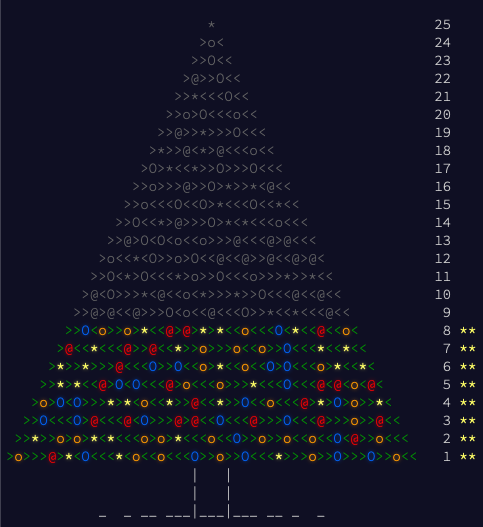 * 25
>o< 24
>>O<< 23
>@>>O<< 22
>>*<<<O<< 21
>>o>O<<<o<< 20
>>@>>*>>>O<<< 19
>*>>@<*>@<<<o<< 18
>O>*<<*>>O>>>O<<< 17
>>o>>>@>>O>*>>*<@<< 16
>>o<<<O<<O>*<<<O<<*<< 15
>>O<<*>@>>>O>*<*<<<o<<< 14
>>@>O<O<o<<o>>>@<<<@>@<<< 13
>o<<*<O>>o>>@<<@>>@<<@<@>@< 12
>>O>*O<<<>>*>o>>O<<<o>>>*>>*<< 11
>@<O>>>*<@<<o<*>>>*>>O<<<@<<@<< 10
>>@>@<<@>>>O<o<<@<<<O>>*<<*<<<@<< 9
>>O<o>>o>*<<@>@>*>*<<o<<<O<*<<@<<o< 8 **
>@<<*<<<@>>@<<*>>o>>>o<<o>>O<<<*<<*<< 7 **
>*>>*>>@<<<O>>O<<o>*<<o<<O>O<<<o>*<<*<< 6 **
>>*>*<<@>O<O<<<@>o<<<o>>>*<<<O<<<@>@<o<@< 5 **
>o>O>O>>>*>*<o>*<<@<<*>>O<<o<<<@>*>O>o>>*<< 4 **
>>O<<<O>@<<<@>O>>>@>@<<<O<<<@>>>O<<@>*>O<o><< 3 **
>>*>>o>o>*>*<<<o>o>*<<<o<<O>>>o>>o<<o<<O<@>>o<< 2 **
>o>>>@>*<O<<<*<o<<o<<<O>>o<O>>o<<<*>>>o>>O>>>O>o<< 1 **
|   |
|   |
_  _ __ ___|___|___ __ _  _